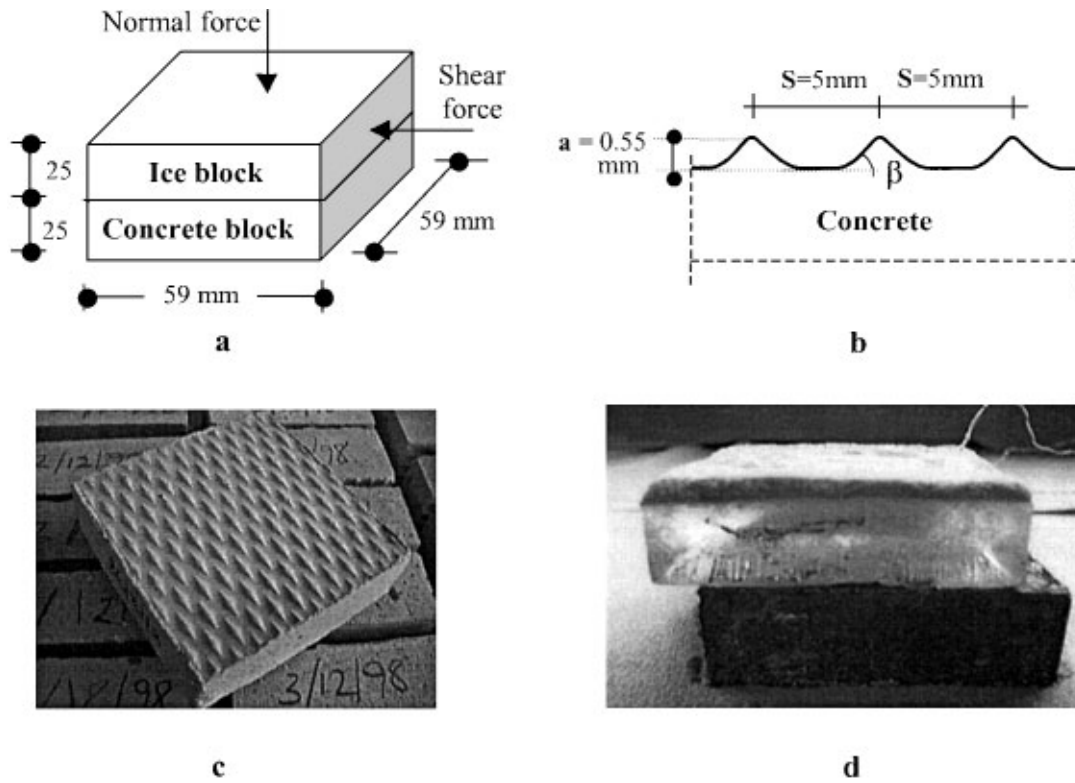 Normal force
Shear
force
25
Ice block
25
Concrete block
59 mm
59 mm
a
S=5mm S=5mm
a = 0.55
mm
β
Concrete
b
3/12/98
c
d